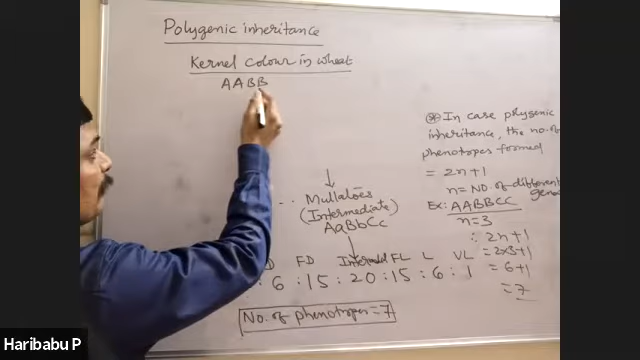 Polygenic inheritance
Kernel colour in wheat
AABB
Mullatoes
(Intermediate)
AaBbCc
D FD Intermed FL L VL
: 6 : 15 : 20 : 15 : 6 : 1
No. of phenotypes = 7
In case polygenic
inheritance, the no. of
phenotypes formed
= 2n+1
n = No. of different
genes
Ex: AABBCC
n = 3
∴ 2n+1
= 2x3+1
= 6+1
= 7
Haribabu P